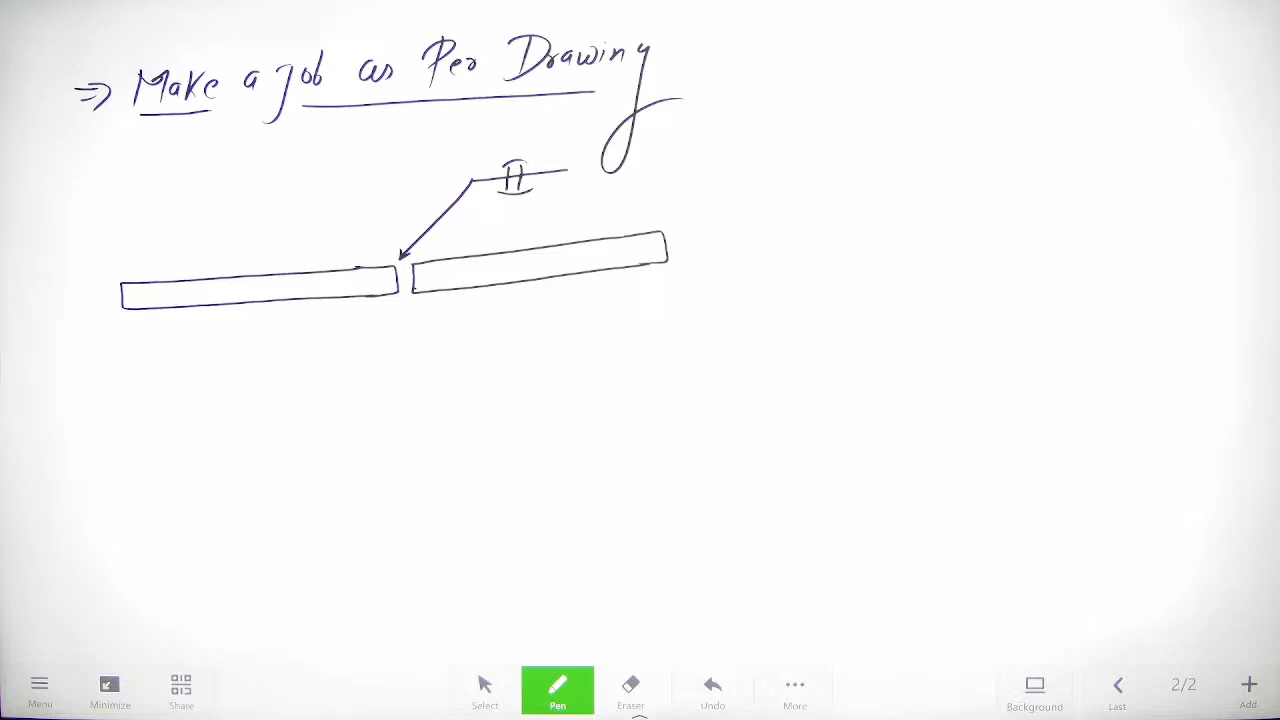 ⇒ Make a job as Per Drawing
Menu
Minimize
Share
Select
Pen
Eraser
Undo
More
Background
Last
2/2
Add